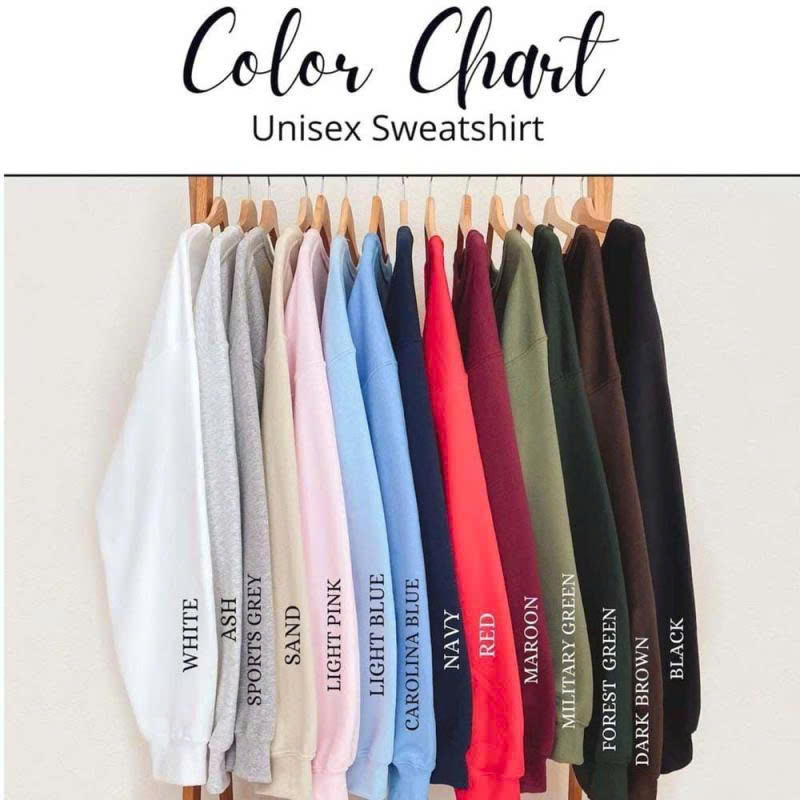 Color Chart
Unisex Sweatshirt
WHITE
ASH
SPORTS GREY
SAND
LIGHT PINK
LIGHT BLUE
CAROLINA BLUE
NAVY
RED
MAROON
MILITARY GREEN
FOREST GREEN
DARK BROWN
BLACK